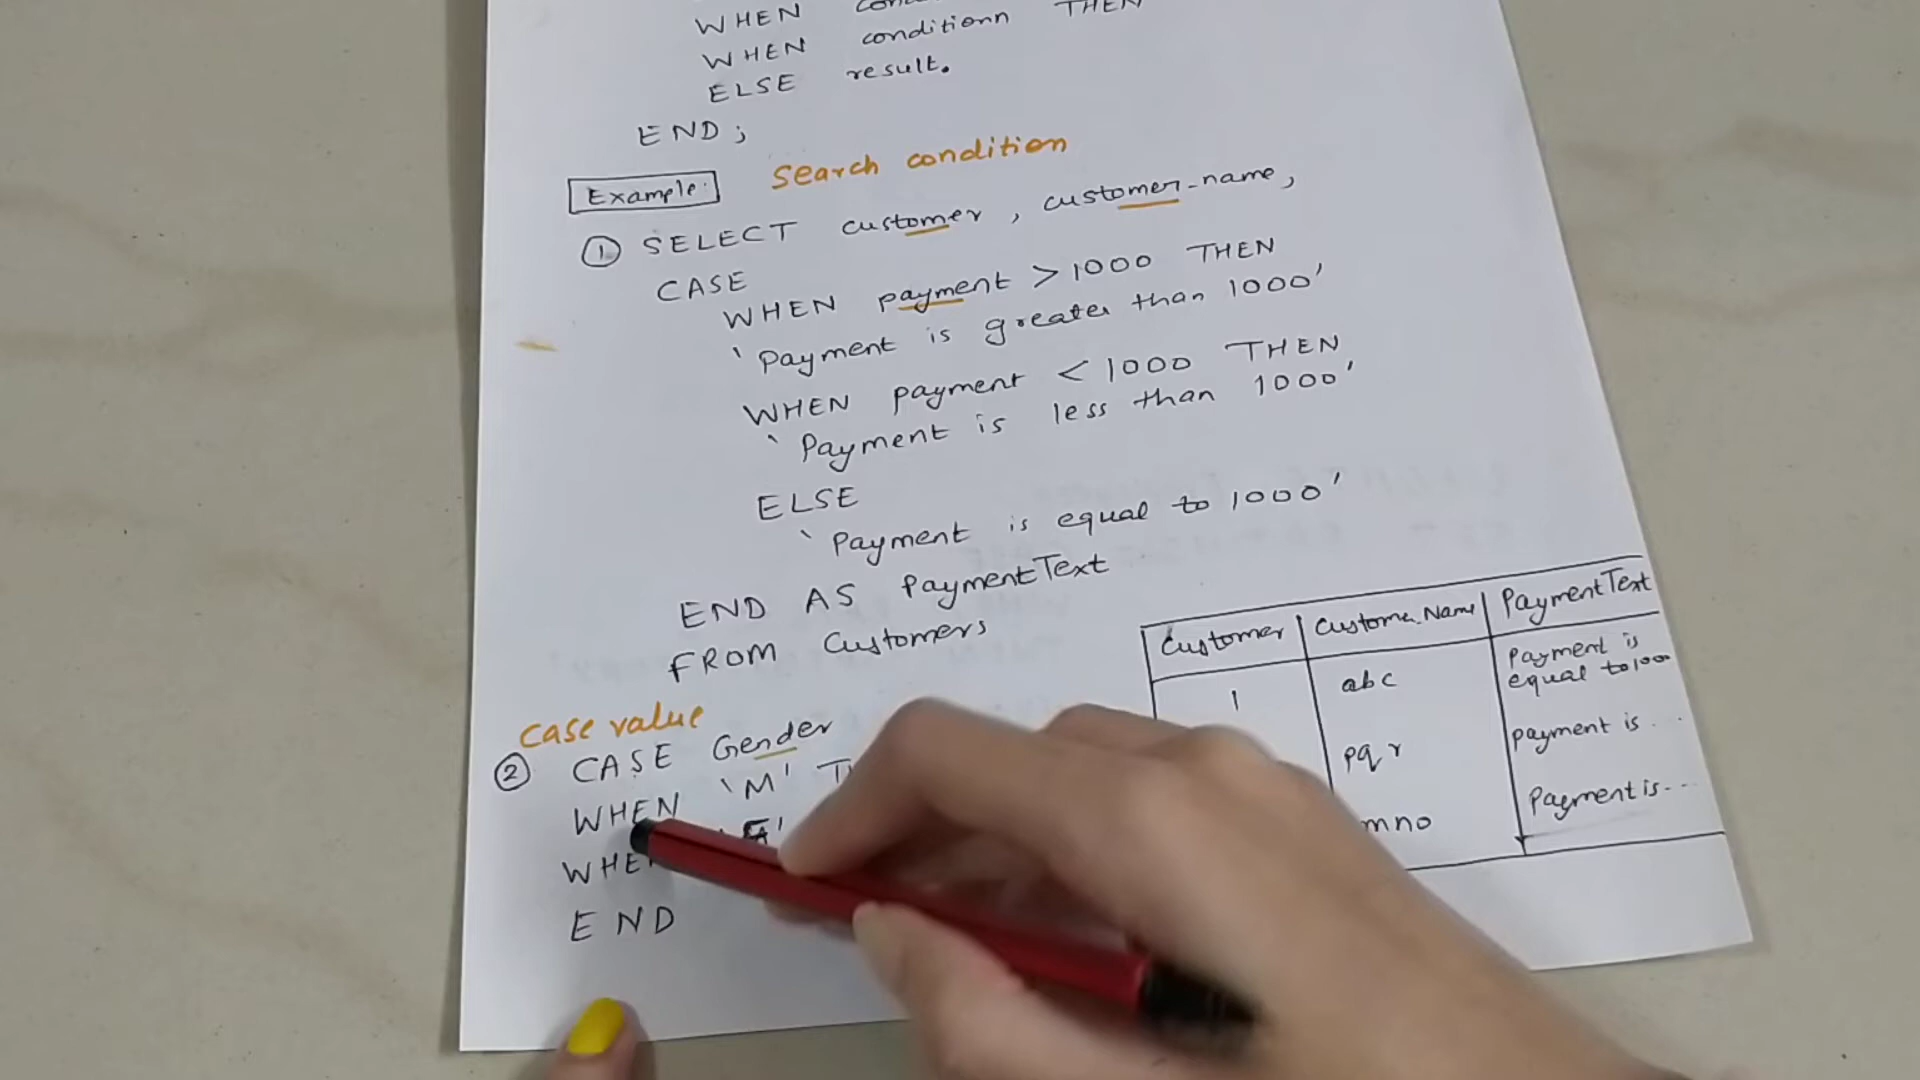 WHEN
WHEN conditionn THEN
ELSE result.
END;
Example: Search condition
① SELECT customer, customer-name,
CASE
WHEN payment > 1000 THEN
'Payment is greater than 1000'
WHEN payment < 1000 THEN
'Payment is less than 1000'
ELSE
'Payment is equal to 1000'
END AS PaymentText
FROM Customers
Case value
② CASE Gender
WHEN 'M'
WHEN
END
Customer Custome.Name PaymentText
1 abc Payment is
equal to 1000
pqr payment is ...
mno Payment is...